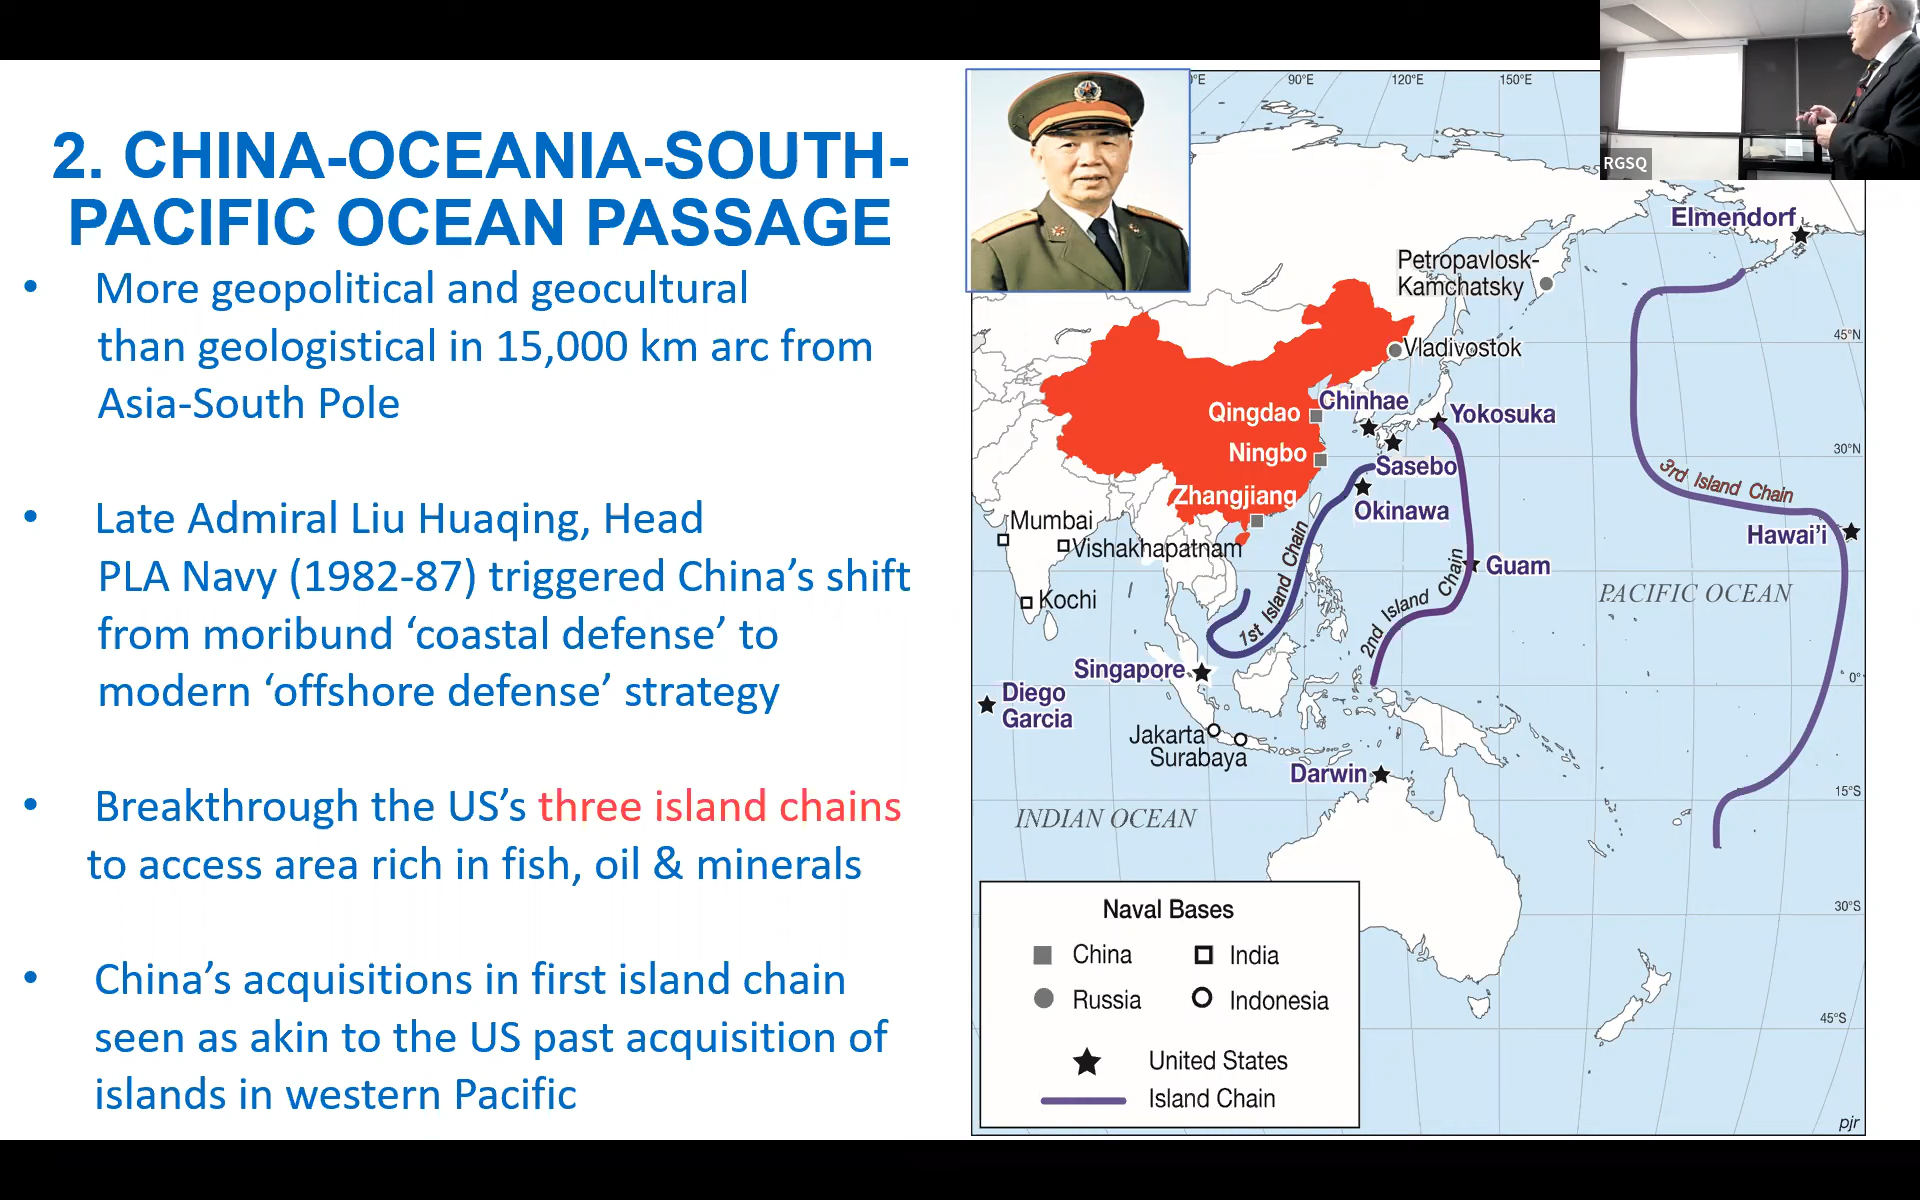 2. CHINA-OCEANIA-SOUTH-
PACIFIC OCEAN PASSAGE
• More geopolitical and geocultural
than geologistical in 15,000 km arc from
Asia-South Pole
• Late Admiral Liu Huaqing, Head
PLA Navy (1982-87) triggered China’s shift
from moribund ‘coastal defense’ to
modern ‘offshore defense’ strategy
• Breakthrough the US’s three island chains
to access area rich in fish, oil & minerals
• China’s acquisitions in first island chain
seen as akin to the US past acquisition of
islands in western Pacific
°E
90°E
120°E
150°E
RGSQ
Elmendorf
Petropavlosk-
Kamchatsky
45°N
Vladivostok
Chinhae
Qingdao
Yokosuka
Ningbo
30°N
Sasebo
3rd Island Chain
Zhangjiang
Okinawa
Mumbai
Hawai’i
Vishakhapatnam
1st Island Chain
2nd Island Chain
Guam
PACIFIC OCEAN
Kochi
Singapore
0°
Diego
Garcia
Jakarta
Surabaya
Darwin
15°S
INDIAN OCEAN
30°S
45°S
Naval Bases
China
India
Russia
Indonesia
United States
Island Chain
pjr